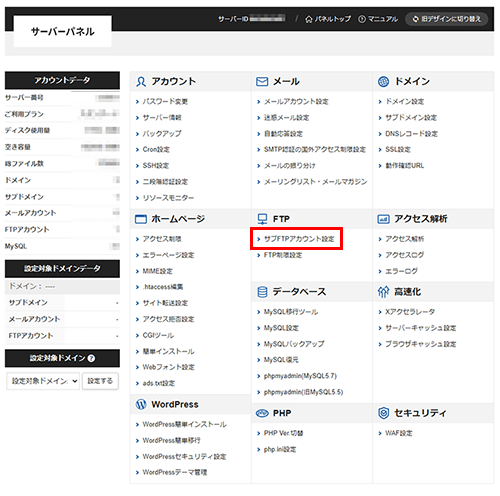 サーバーパネル
サーバーID
/
パネルトップ
マニュアル
旧デザインに切り替え
アカウントデータ
サーバー番号
ご利用プラン
ディスク使用量
空き容量
総ファイル数
ドメイン
サブドメイン
メールアカウント
FTPアカウント
MySQL
設定対象ドメインデータ
ドメイン: ----
サブドメイン -
メールアカウント -
FTPアカウント -
設定対象ドメイン ?
設定対象ドメイン
設定する
アカウント
パスワード変更
サーバー情報
バックアップ
Cron設定
SSH設定
二段階認証設定
リソースモニター
メール
メールアカウント設定
迷惑メール設定
自動応答設定
SMTP認証の国外アクセス制限設定
メールの振り分け
メーリングリスト・メールマガジン
ドメイン
ドメイン設定
サブドメイン設定
DNSレコード設定
SSL設定
動作確認URL
ホームページ
アクセス制限
エラーページ設定
MIME設定
.htaccess編集
サイト転送設定
アクセス拒否設定
CGIツール
簡単インストール
Webフォント設定
ads.txt設定
FTP
サブFTPアカウント設定
FTP制限設定
アクセス解析
アクセス解析
アクセスログ
エラーログ
データベース
MySQL移行ツール
MySQL設定
MySQLバックアップ
MySQL復元
phpmyadmin(MySQL5.7)
phpmyadmin(旧MySQL5.5)
高速化
Xアクセラレータ
サーバーキャッシュ設定
ブラウザキャッシュ設定
WordPress
WordPress簡単インストール
WordPress簡単移行
WordPressセキュリティ設定
WordPressテーマ管理
PHP
PHP Ver.切替
php.ini設定
セキュリティ
WAF設定